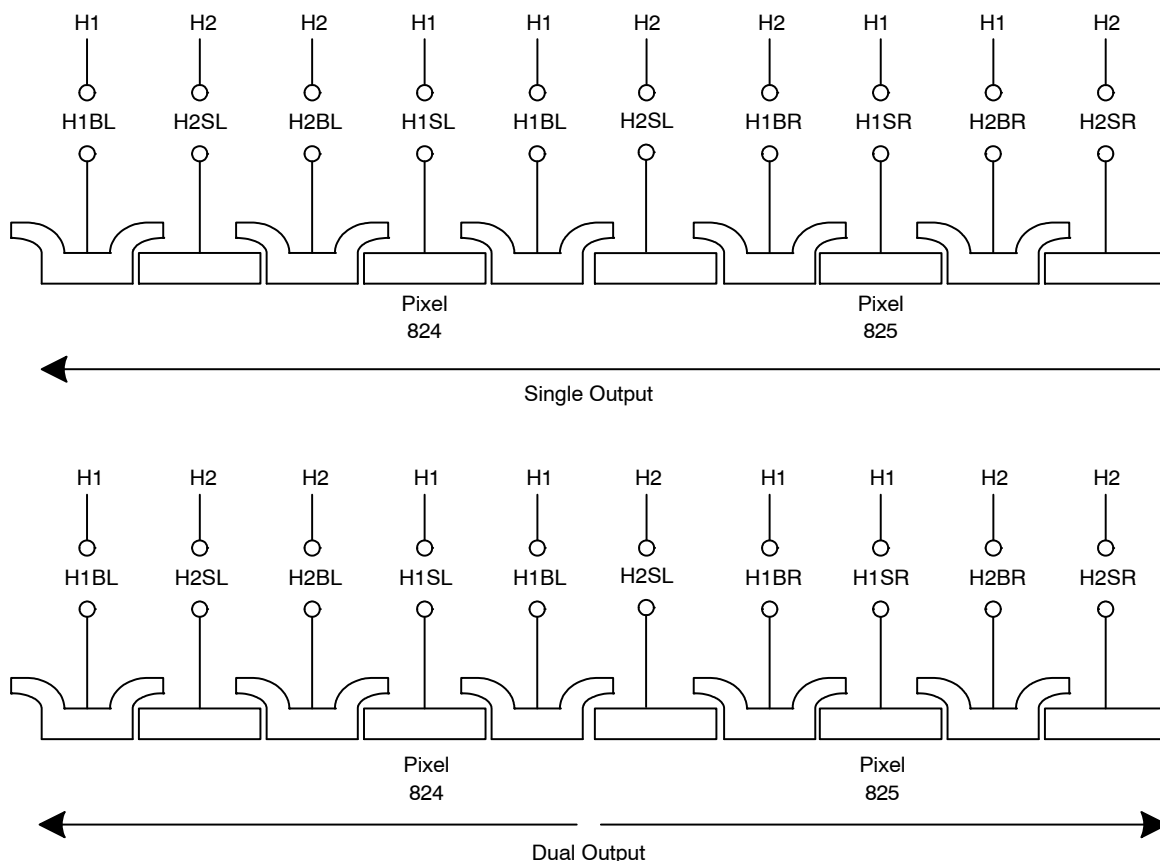 H1 H2 H2 H1 H1 H2 H2 H1 H1 H2
H1BL H2SL H2BL H1SL H1BL H2SL H1BR H1SR H2BR H2SR
Pixel Pixel
824 825
Single Output
H1 H2 H2 H1 H1 H2 H1 H1 H2 H2
H1BL H2SL H2BL H1SL H1BL H2SL H1BR H1SR H2BR H2SR
Pixel Pixel
824 825
Dual Output